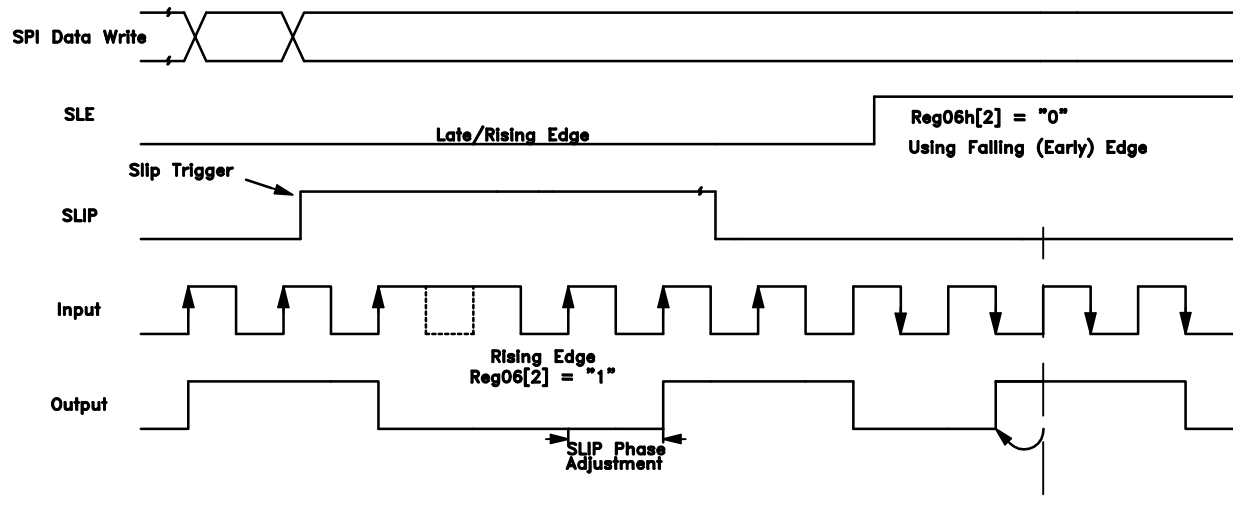 SPI Data Write
SLE
Late/Rising Edge
Reg06h[2] = "0"
Using Falling (Early) Edge
Slip Trigger
SLIP
Input
Rising Edge
Reg06[2] = "1"
Output
SLIP Phase
Adjustment